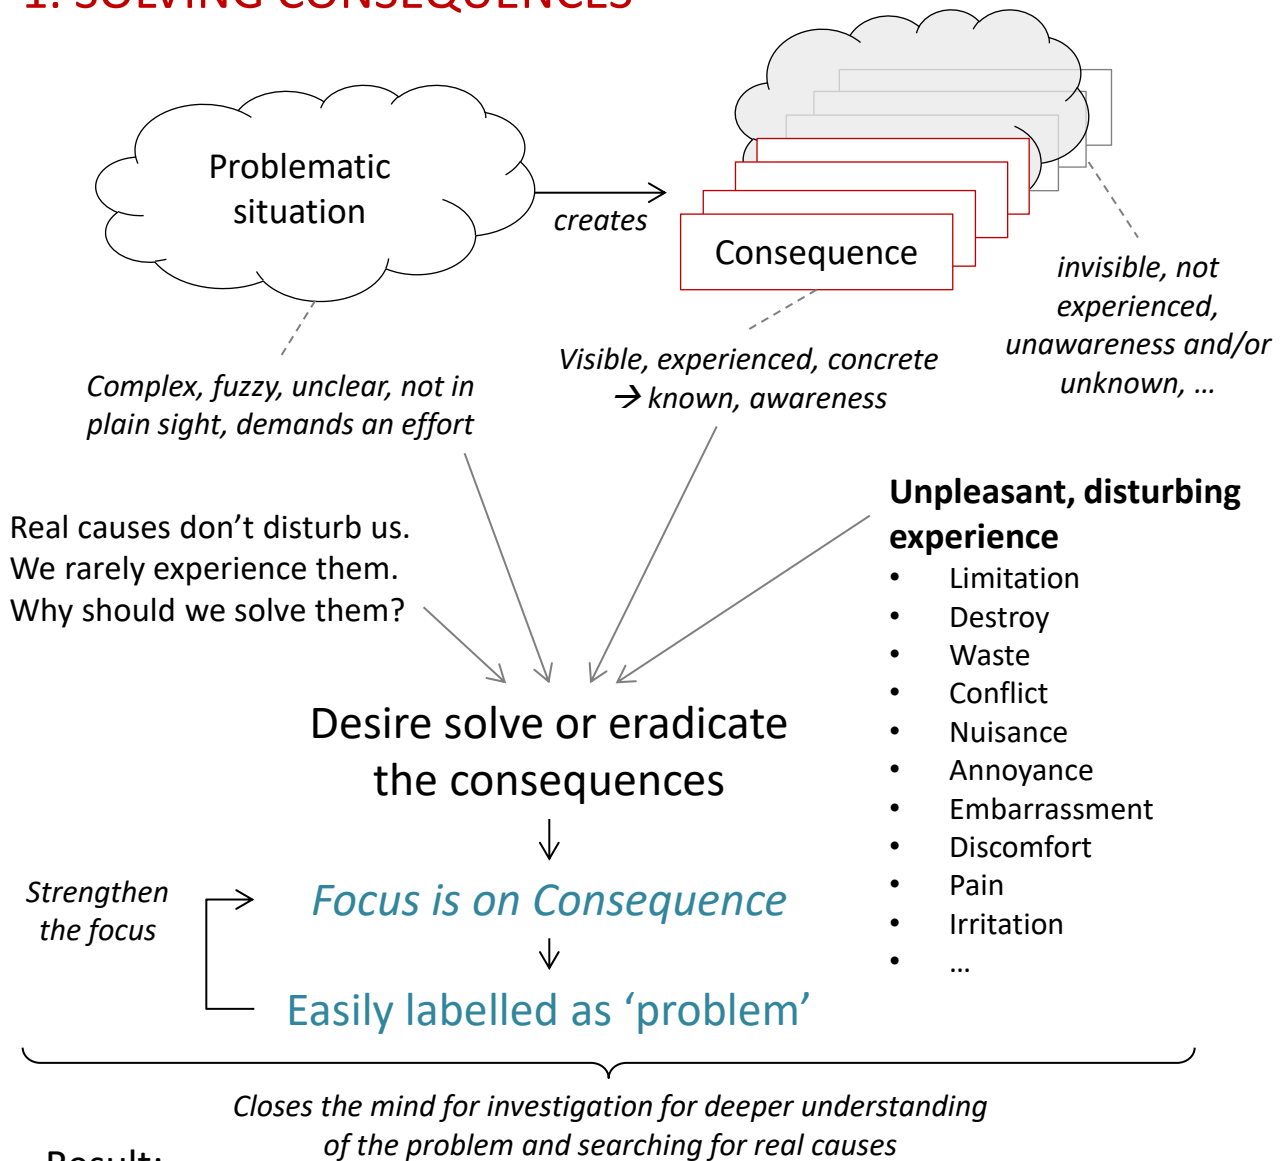 1. SOLVING CONSEQUENCES
Problematic
situation
creates
Consequence
invisible, not
experienced,
unawareness and/or
unknown, …
Visible, experienced, concrete
→ known, awareness
Complex, fuzzy, unclear, not in
plain sight, demands an effort
Real causes don’t disturb us.
We rarely experience them.
Why should we solve them?
Unpleasant, disturbing
experience
• Limitation
• Destroy
• Waste
• Conflict
• Nuisance
• Annoyance
• Embarrassment
• Discomfort
• Pain
• Irritation
• …
Desire solve or eradicate
the consequences
Strengthen
the focus
Focus is on Consequence
Easily labelled as ‘problem’
Closes the mind for investigation for deeper understanding
of the problem and searching for real causes
Result: